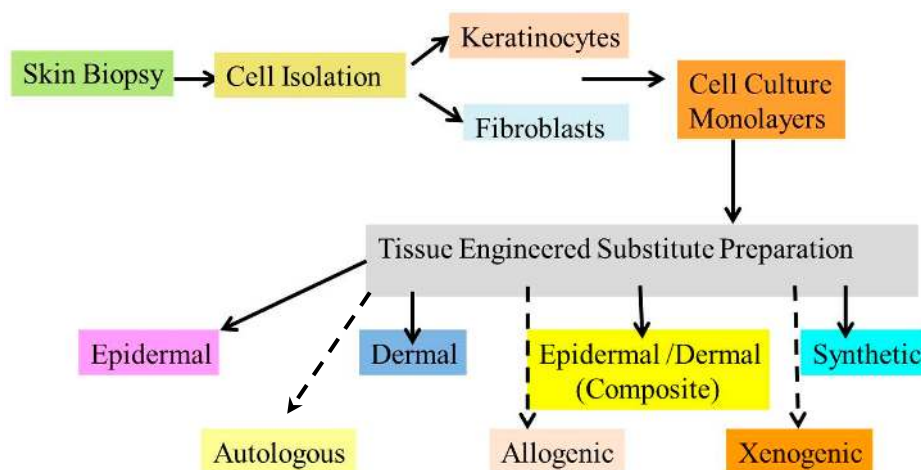 Keratinocytes
Skin Biopsy
Cell Isolation
Cell Culture
Monolayers
Fibroblasts
Tissue Engineered Substitute Preparation
Epidermal
Dermal
Epidermal /Dermal
(Composite)
Synthetic
Autologous
Allogenic
Xenogenic